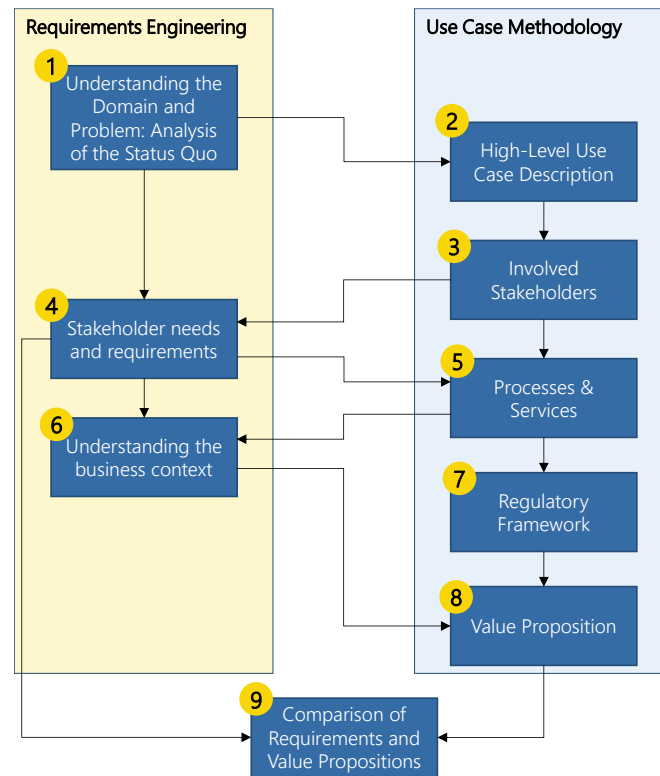 Requirements Engineering
Use Case Methodology
1
Understanding the
Domain and
Problem: Analysis
of the Status Quo
2
High-Level Use
Case Description
3
Involved
Stakeholders
4
Stakeholder needs
and requirements
5
Processes &
Services
6
Understanding the
business context
7
Regulatory
Framework
8
Value Proposition
9
Comparison of
Requirements and
Value Propositions